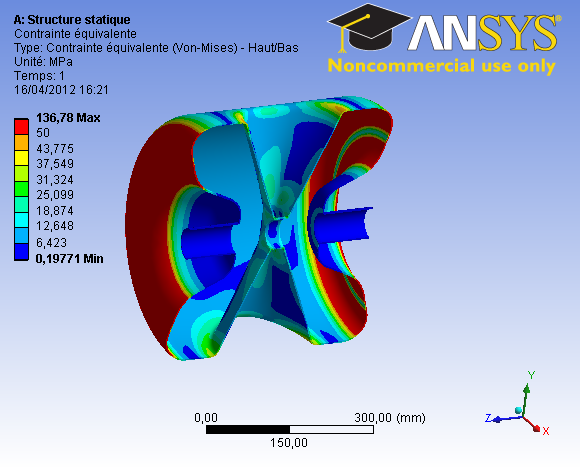 A: Structure statique
Contrainte équivalente
Type: Contrainte équivalente (Von-Mises) - Haut/Bas
Unité: MPa
Temps: 1
16/04/2012 16:21
ANSYS®
Noncommercial use only
136,78 Max
50
43,775
37,549
31,324
25,099
18,874
12,648
6,423
0,19771 Min
0,00
300,00 (mm)
150,00
Y
Z
X